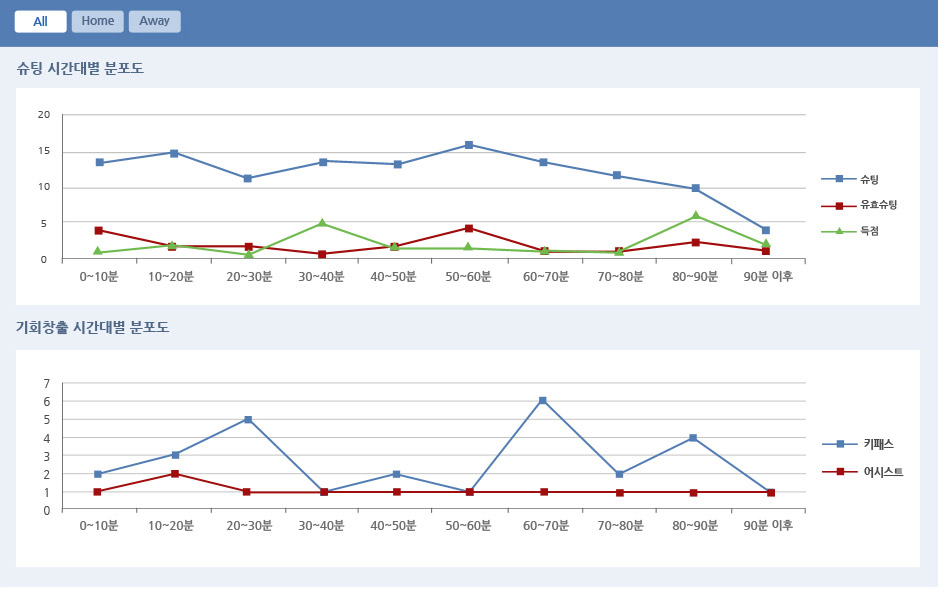 All Home Away
슈팅 시간대별 분포도
20
15
10
5
0
0~10분 10~20분 20~30분 30~40분 40~50분 50~60분 60~70분 70~80분 80~90분 90분 이후
슈팅
유효슈팅
득점
기회창출 시간대별 분포도
7
6
5
4
3
2
1
0
0~10분 10~20분 20~30분 30~40분 40~50분 50~60분 60~70분 70~80분 80~90분 90분 이후
키패스
어시스트